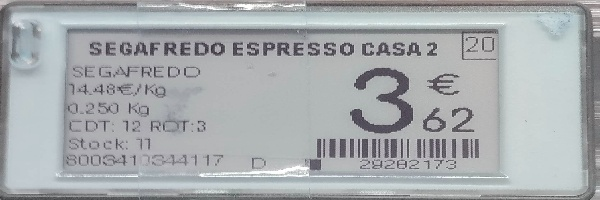 SEGAFREDO ESPRESSO CASA 2
20
SEGAFREDO
14.48€/Kg
0.250 Kg
CDT: 12 ROT:3
Stock: 11
8003410344117 D
3 €
62
29282173